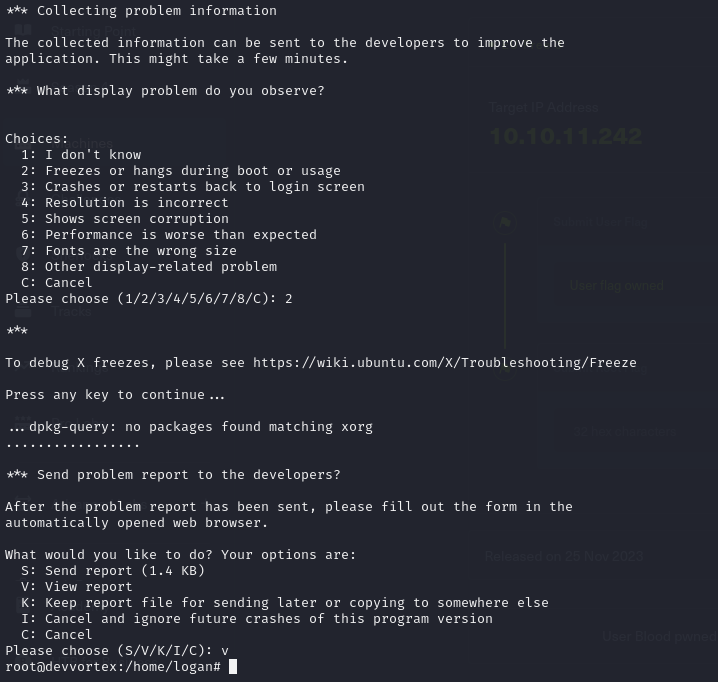 *** Collecting problem information

The collected information can be sent to the developers to improve the
application. This might take a few minutes.

*** What display problem do you observe?

Choices:
1: I don't know
2: Freezes or hangs during boot or usage
3: Crashes or restarts back to login screen
4: Resolution is incorrect
5: Shows screen corruption
6: Performance is worse than expected
7: Fonts are the wrong size
8: Other display-related problem
C: Cancel
Please choose (1/2/3/4/5/6/7/8/C): 2

***

To debug X freezes, please see https://wiki.ubuntu.com/X/Troubleshooting/Freeze

Press any key to continue...

...dpkg-query: no packages found matching xorg
.................

*** Send problem report to the developers?

After the problem report has been sent, please fill out the form in the
automatically opened web browser.

What would you like to do? Your options are:
S: Send report (1.4 KB)
V: View report
K: Keep report file for sending later or copying to somewhere else
I: Cancel and ignore future crashes of this program version
C: Cancel
Please choose (S/V/K/I/C): v
root@devvortex:/home/logan#
Target IP Address
10.10.11.242
User flag owned
Released on 25 Nov 2023
User Blood